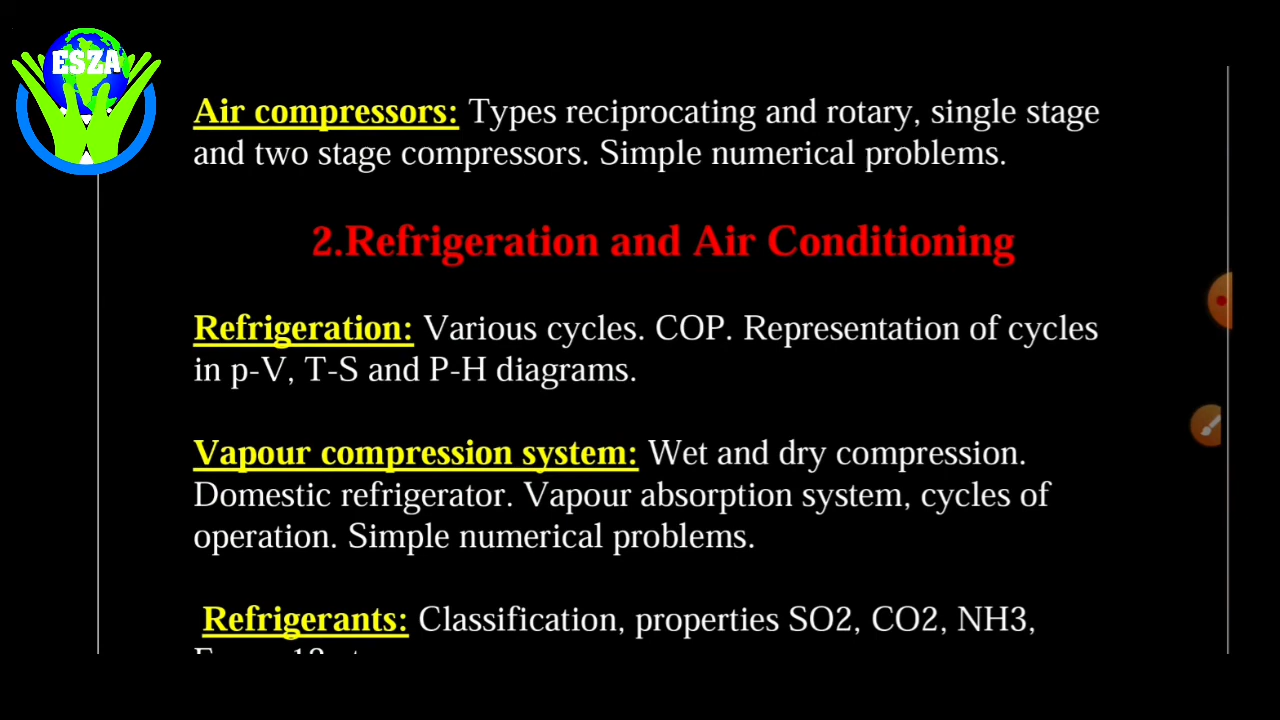 ESZA
Air compressors: Types reciprocating and rotary, single stage
and two stage compressors. Simple numerical problems.
2.Refrigeration and Air Conditioning
Refrigeration: Various cycles. COP. Representation of cycles
in p-V, T-S and P-H diagrams.
Vapour compression system: Wet and dry compression.
Domestic refrigerator. Vapour absorption system, cycles of
operation. Simple numerical problems.
Refrigerants: Classification, properties SO2, CO2, NH3,